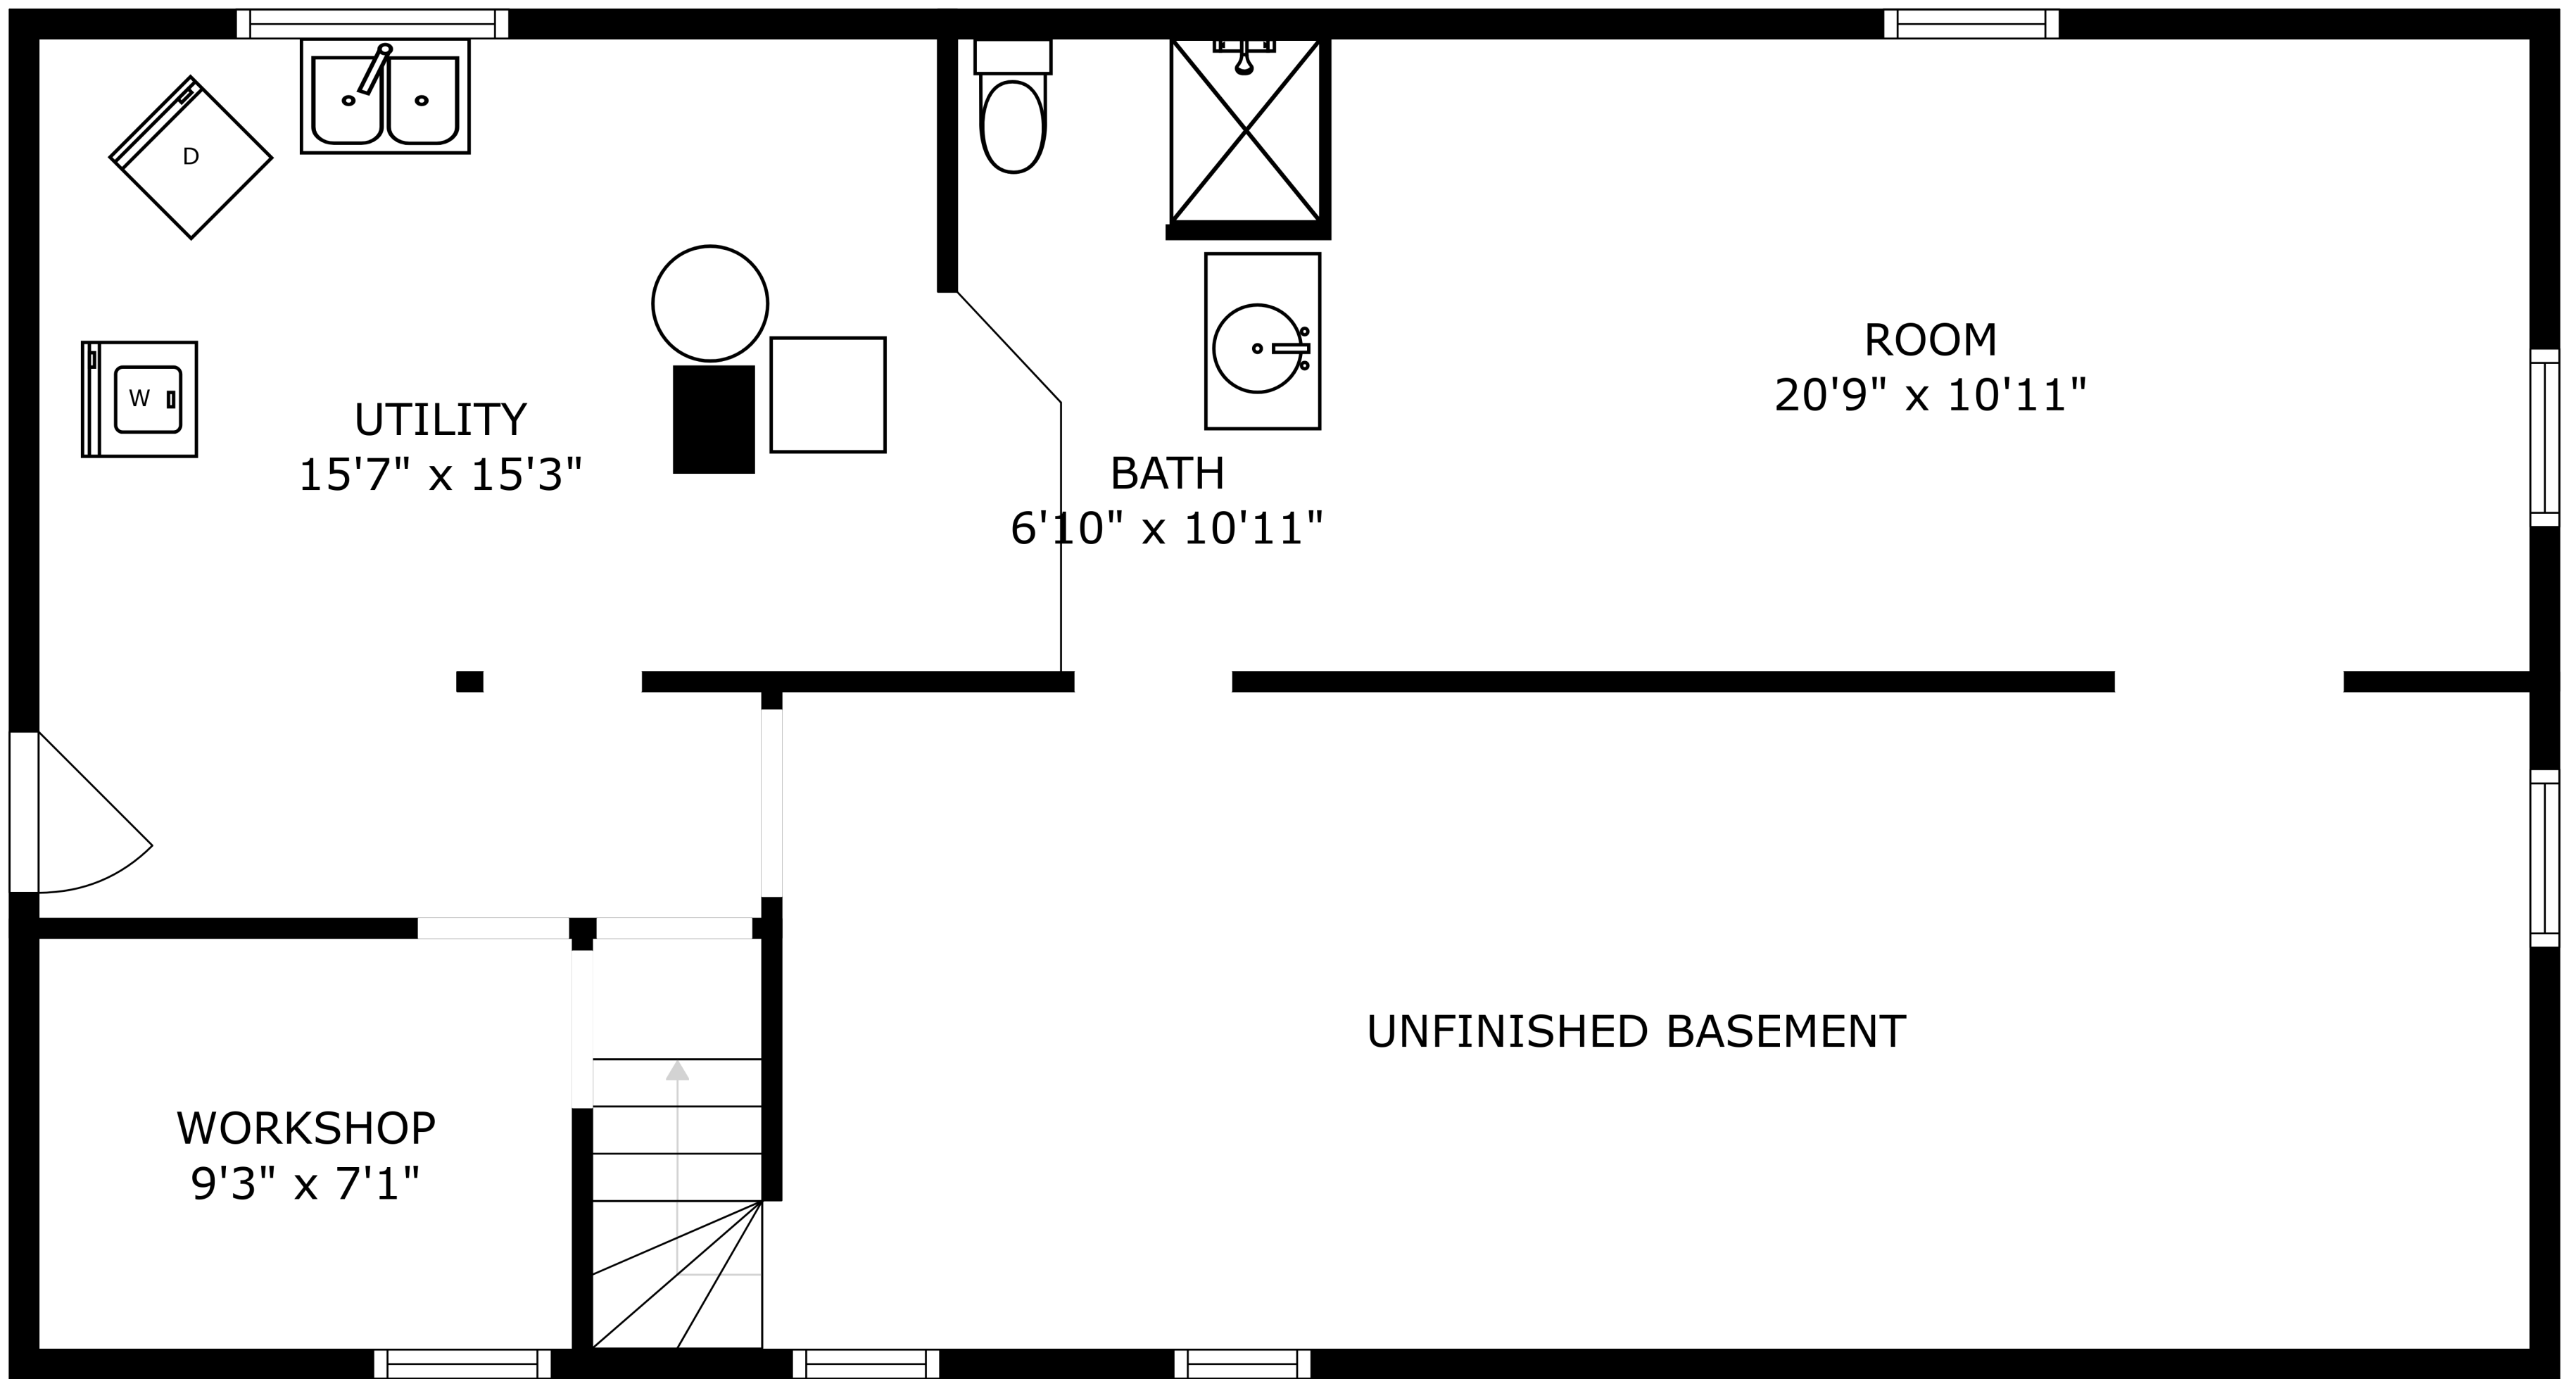 D
W
UTILITY
15'7" x 15'3"
BATH
6'10" x 10'11"
ROOM
20'9" x 10'11"
UNFINISHED BASEMENT
WORKSHOP
9'3" x 7'1"